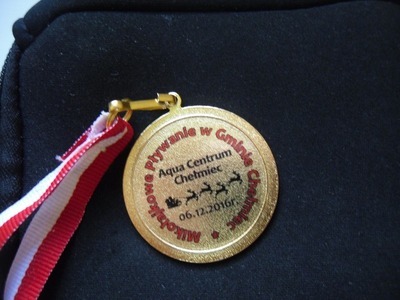 Mikołajkowe Pływanie w Gminie Chełmiec
Aqua Centrum
Chełmiec
06.12.2016r.